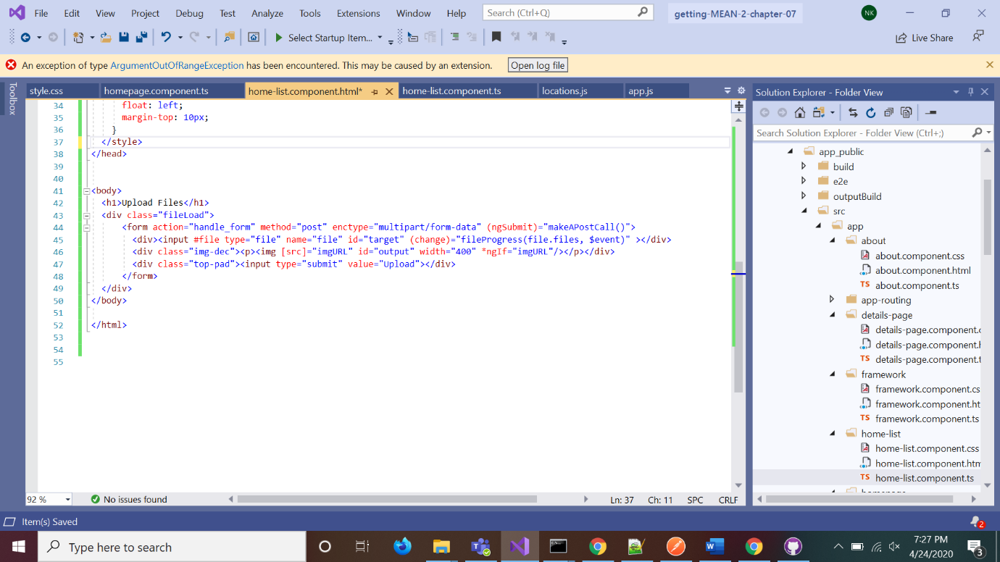 File Edit View Project Debug Test Analyze Tools Extensions Window Help Search (Ctrl+Q) getting-MEAN-2-chapter-07 NK
Select Startup Item... Live Share
An exception of type ArgumentOutOfRangeException has been encountered. This may be caused by an extension. Open log file
Toolbox
style.css homepage.component.ts home-list.component.html* home-list.component.ts locations.js app.js
34 float: left;
35 margin-top: 10px;
36 }
37 </style>
38 </head>
39
40
41 <body>
42 <h1>Upload Files</h1>
43 <div class="fileLoad">
44 <form action="handle_form" method="post" enctype="multipart/form-data" (ngSubmit)="makeAPostCall()">
45 <div><input #file type="file" name="file" id="target" (change)="fileProgress(file.files, $event)" ></div>
46 <div class="img-dec"><p><img [src]="imgURL" id="output" width="400" *ngIf="imgURL"/></p></div>
47 <div class="top-pad"><input type="submit" value="Upload"></div>
48 </form>
49 </div>
50 </body>
51
52 </html>
53
54
55
92 % No issues found Ln: 37 Ch: 11 SPC CRLF
Solution Explorer - Folder View
Search Solution Explorer - Folder View (Ctrl+;)
app_public
build
e2e
outputBuild
src
app
about
about.component.css
about.component.html
TS about.component.ts
app-routing
details-page
details-page.component.c
details-page.component.h
TS details-page.component.t
framework
framework.component.cs
framework.component.ht
TS framework.component.ts
home-list
home-list.component.css
home-list.component.htm
TS home-list.component.ts
homepage
Item(s) Saved 2
Type here to search
7:27 PM
4/24/2020
3